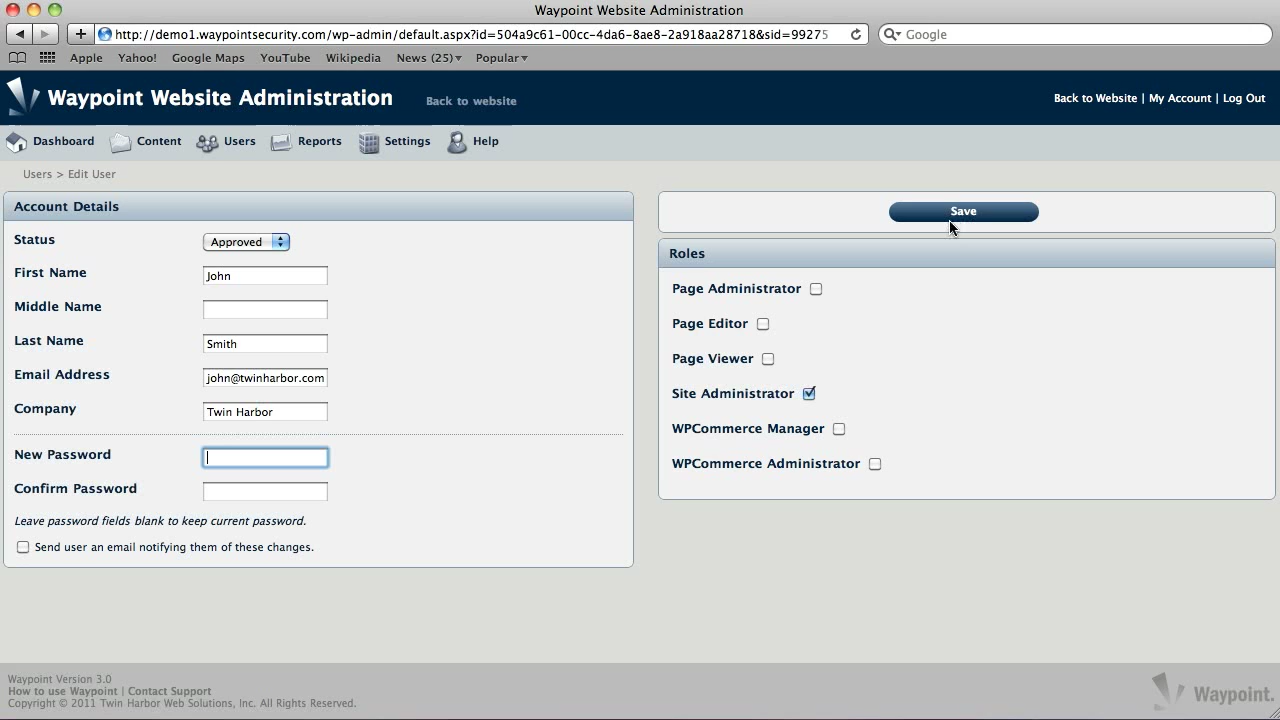 Waypoint Website Administration
http://demo1.waypointsecurity.com/wp-admin/default.aspx?id=504a9c61-00cc-4da6-8ae8-2a918aa28718&sid=99275
Google
Apple Yahoo! Google Maps YouTube Wikipedia News (25)▾ Popular▾
Waypoint Website Administration Back to website Back to Website | My Account | Log Out
Dashboard Content Users Reports Settings Help
Users > Edit User
Account Details
Status Approved
First Name John
Middle Name
Last Name Smith
Email Address john@twinharbor.com
Company Twin Harbor
New Password
Confirm Password
Leave password fields blank to keep current password.
Send user an email notifying them of these changes.
Save
Roles
Page Administrator
Page Editor
Page Viewer
Site Administrator
WPCommerce Manager
WPCommerce Administrator
Waypoint Version 3.0
How to use Waypoint | Contact Support
Copyright © 2011 Twin Harbor Web Solutions, Inc. All Rights Reserved.
Waypoint.